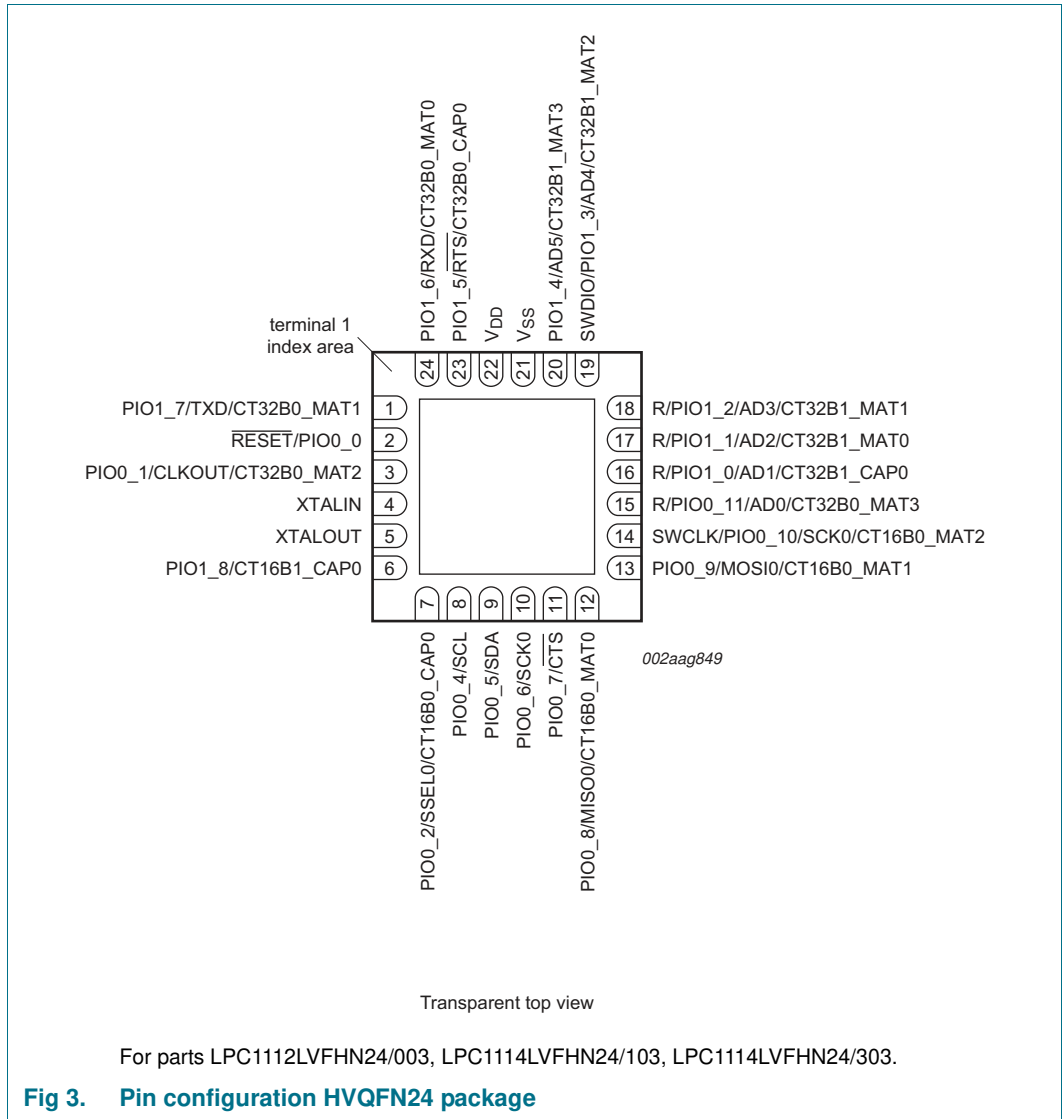 PIO1_6/RXD/CT32B0_MAT0
PIO1_5/RTS/CT32B0_CAP0
VDD
VSS
PIO1_4/AD5/CT32B1_MAT3
SWDIO/PIO1_3/AD4/CT32B1_MAT2
terminal 1
index area
24 23 22 21 20 19
PIO1_7/TXD/CT32B0_MAT1 1
RESET/PIO0_0 2
PIO0_1/CLKOUT/CT32B0_MAT2 3
XTALIN 4
XTALOUT 5
PIO1_8/CT16B1_CAP0 6
18 R/PIO1_2/AD3/CT32B1_MAT1
17 R/PIO1_1/AD2/CT32B1_MAT0
16 R/PIO1_0/AD1/CT32B1_CAP0
15 R/PIO0_11/AD0/CT32B0_MAT3
14 SWCLK/PIO0_10/SCK0/CT16B0_MAT2
13 PIO0_9/MOSI0/CT16B0_MAT1
7 8 9 10 11 12
PIO0_2/SSEL0/CT16B0_CAP0
PIO0_4/SCL
PIO0_5/SDA
PIO0_6/SCK0
PIO0_7/CTS
PIO0_8/MISO0/CT16B0_MAT0
002aag849
Transparent top view
For parts LPC1112LVFHN24/003, LPC1114LVFHN24/103, LPC1114LVFHN24/303.
Fig 3. Pin configuration HVQFN24 package